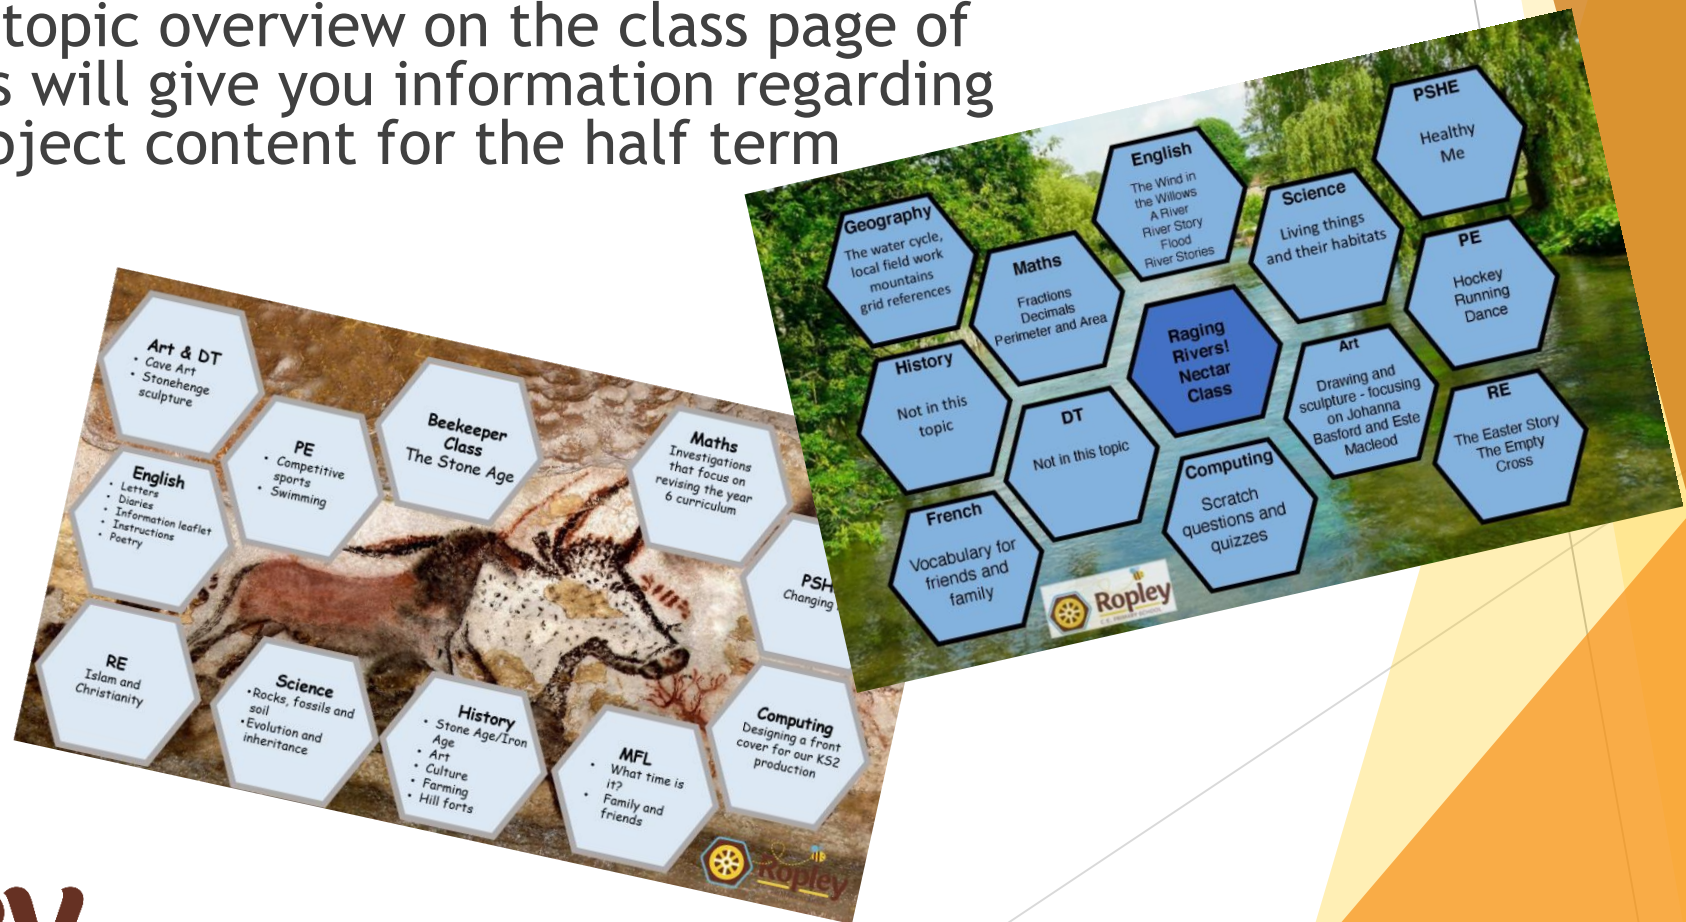 topic overview on the class page of
s will give you information regarding
bject content for the half term
Art & DT
• Cave Art
• Stonehenge
sculpture
PE
• Competitive
sports
• Swimming
Beekeeper
Class
The Stone Age
Maths
Investigations
that focus on
revising the year
6 curriculum
English
• Letters
• Diaries
• Information leaflet
• Instructions
• Poetry
PSH
Changing
RE
Islam and
Christianity
Science
•Rocks, fossils and
soil
•Evolution and
inheritance
History
• Stone Age/Iron
Age
• Art
• Culture
• Farming
• Hill forts
MFL
• What time is
it?
• Family and
friends
Computing
Designing a front
cover for our KS2
production
Ropley
Geography
The water cycle,
local field work
mountains
grid references
Maths
Fractions
Decimals
Perimeter and Area
English
The Wind in
the Willows
A River
River Story
Flood
River Stories
Science
Living things
and their habitats
PSHE
Healthy
Me
PE
Hockey
Running
Dance
History
Not in this
topic
DT
Not in this topic
Raging
Rivers!
Nectar
Class
Art
Drawing and
sculpture - focusing
on Johanna
Basford and Este
Macleod
RE
The Easter Story
The Empty
Cross
French
Vocabulary for
friends and
family
Computing
Scratch
questions and
quizzes
Ropley
C.E. PRIMARY SCHOOL